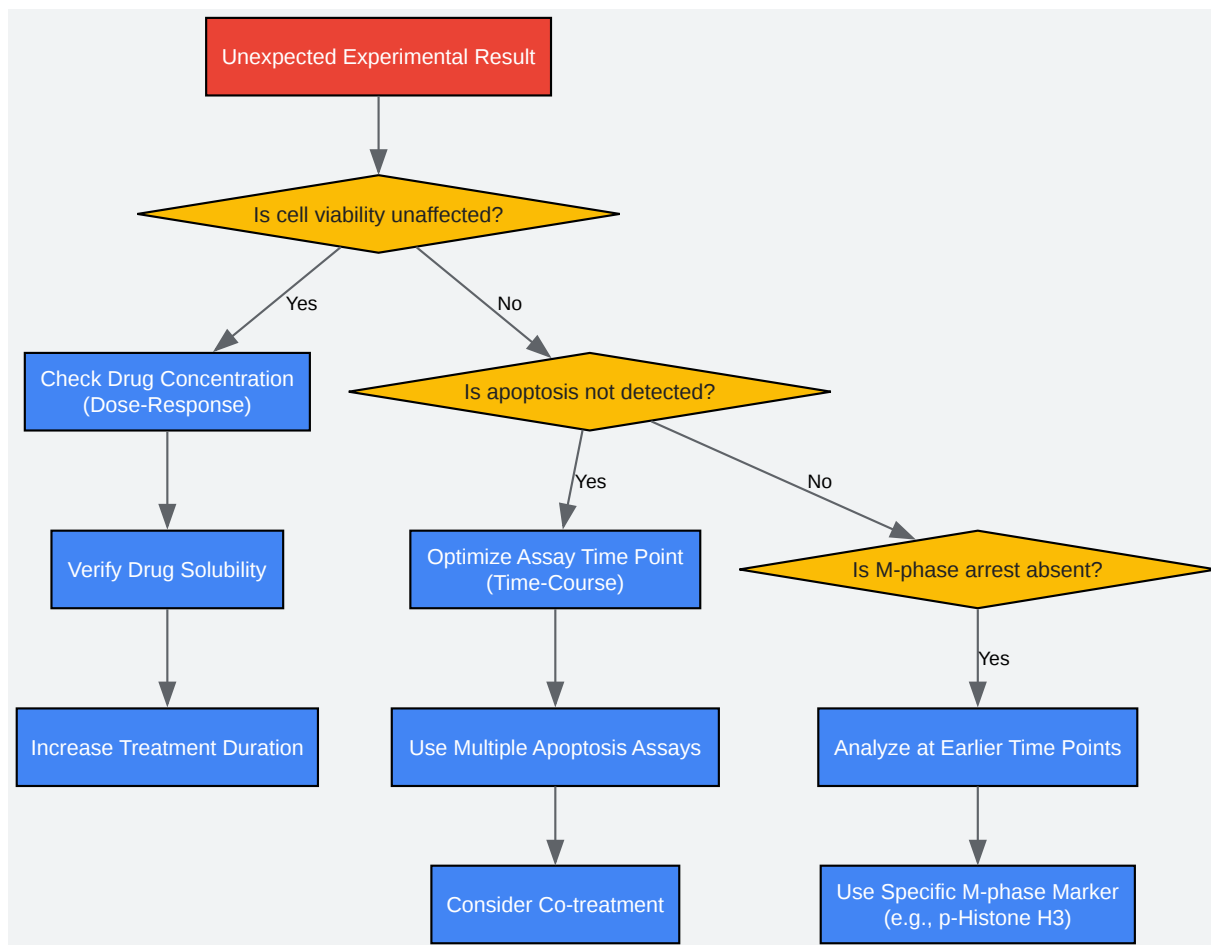 Unexpected Experimental Result
Is cell viability unaffected?
Yes
No
Check Drug Concentration
(Dose-Response)
Is apoptosis not detected?
Yes
No
Verify Drug Solubility
Optimize Assay Time Point
(Time-Course)
Is M-phase arrest absent?
Yes
Increase Treatment Duration
Use Multiple Apoptosis Assays
Analyze at Earlier Time Points
Consider Co-treatment
Use Specific M-phase Marker
(e.g., p-Histone H3)